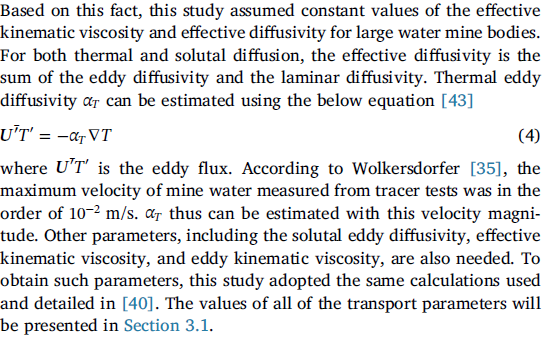 Based on this fact, this study assumed constant values of the effective
kinematic viscosity and effective diffusivity for large water mine bodies.
For both thermal and solutal diffusion, the effective diffusivity is the
sum of the eddy diffusivity and the laminar diffusivity. Thermal eddy
diffusivity αT can be estimated using the below equation [43]
U′T′ = −αT∇T (4)
where U′T′ is the eddy flux. According to Wolkersdorfer [35], the
maximum velocity of mine water measured from tracer tests was in the
order of 10−2 m/s. αT thus can be estimated with this velocity magni-
tude. Other parameters, including the solutal eddy diffusivity, effective
kinematic viscosity, and eddy kinematic viscosity, are also needed. To
obtain such parameters, this study adopted the same calculations used
and detailed in [40]. The values of all of the transport parameters will
be presented in Section 3.1.